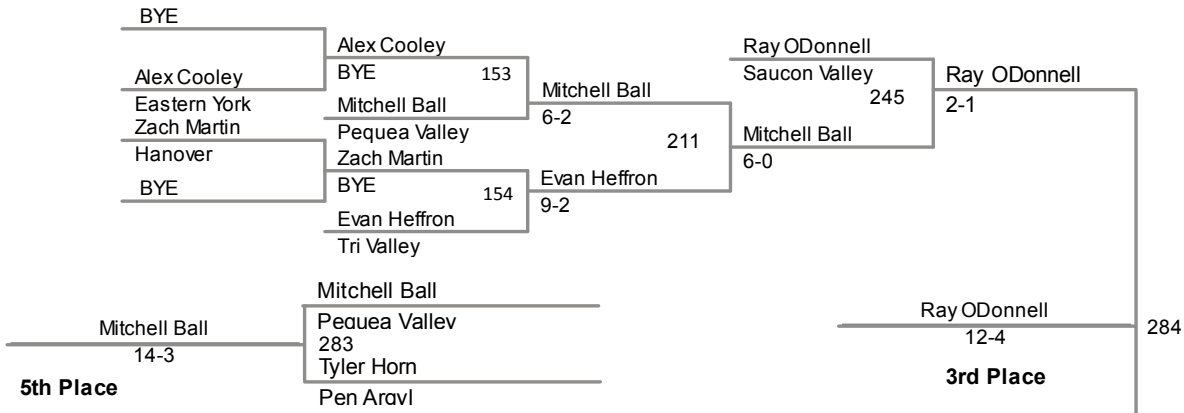 BYE
Alex Cooley
Eastern York
Zach Martin
Hanover
BYE
Alex Cooley
BYE
153
Mitchell Ball
Pequea Valley
Zach Martin
BYE
154
Evan Heffron
Tri Valley
Mitchell Ball
6-2
211
Evan Heffron
9-2
Ray ODonnell
Saucon Valley
245
Mitchell Ball
6-0
Ray ODonnell
2-1
Mitchell Ball
14-3
5th Place
Mitchell Ball
Pequea Valley
283
Tyler Horn
Pen Argyl
Ray ODonnell
12-4
3rd Place
284